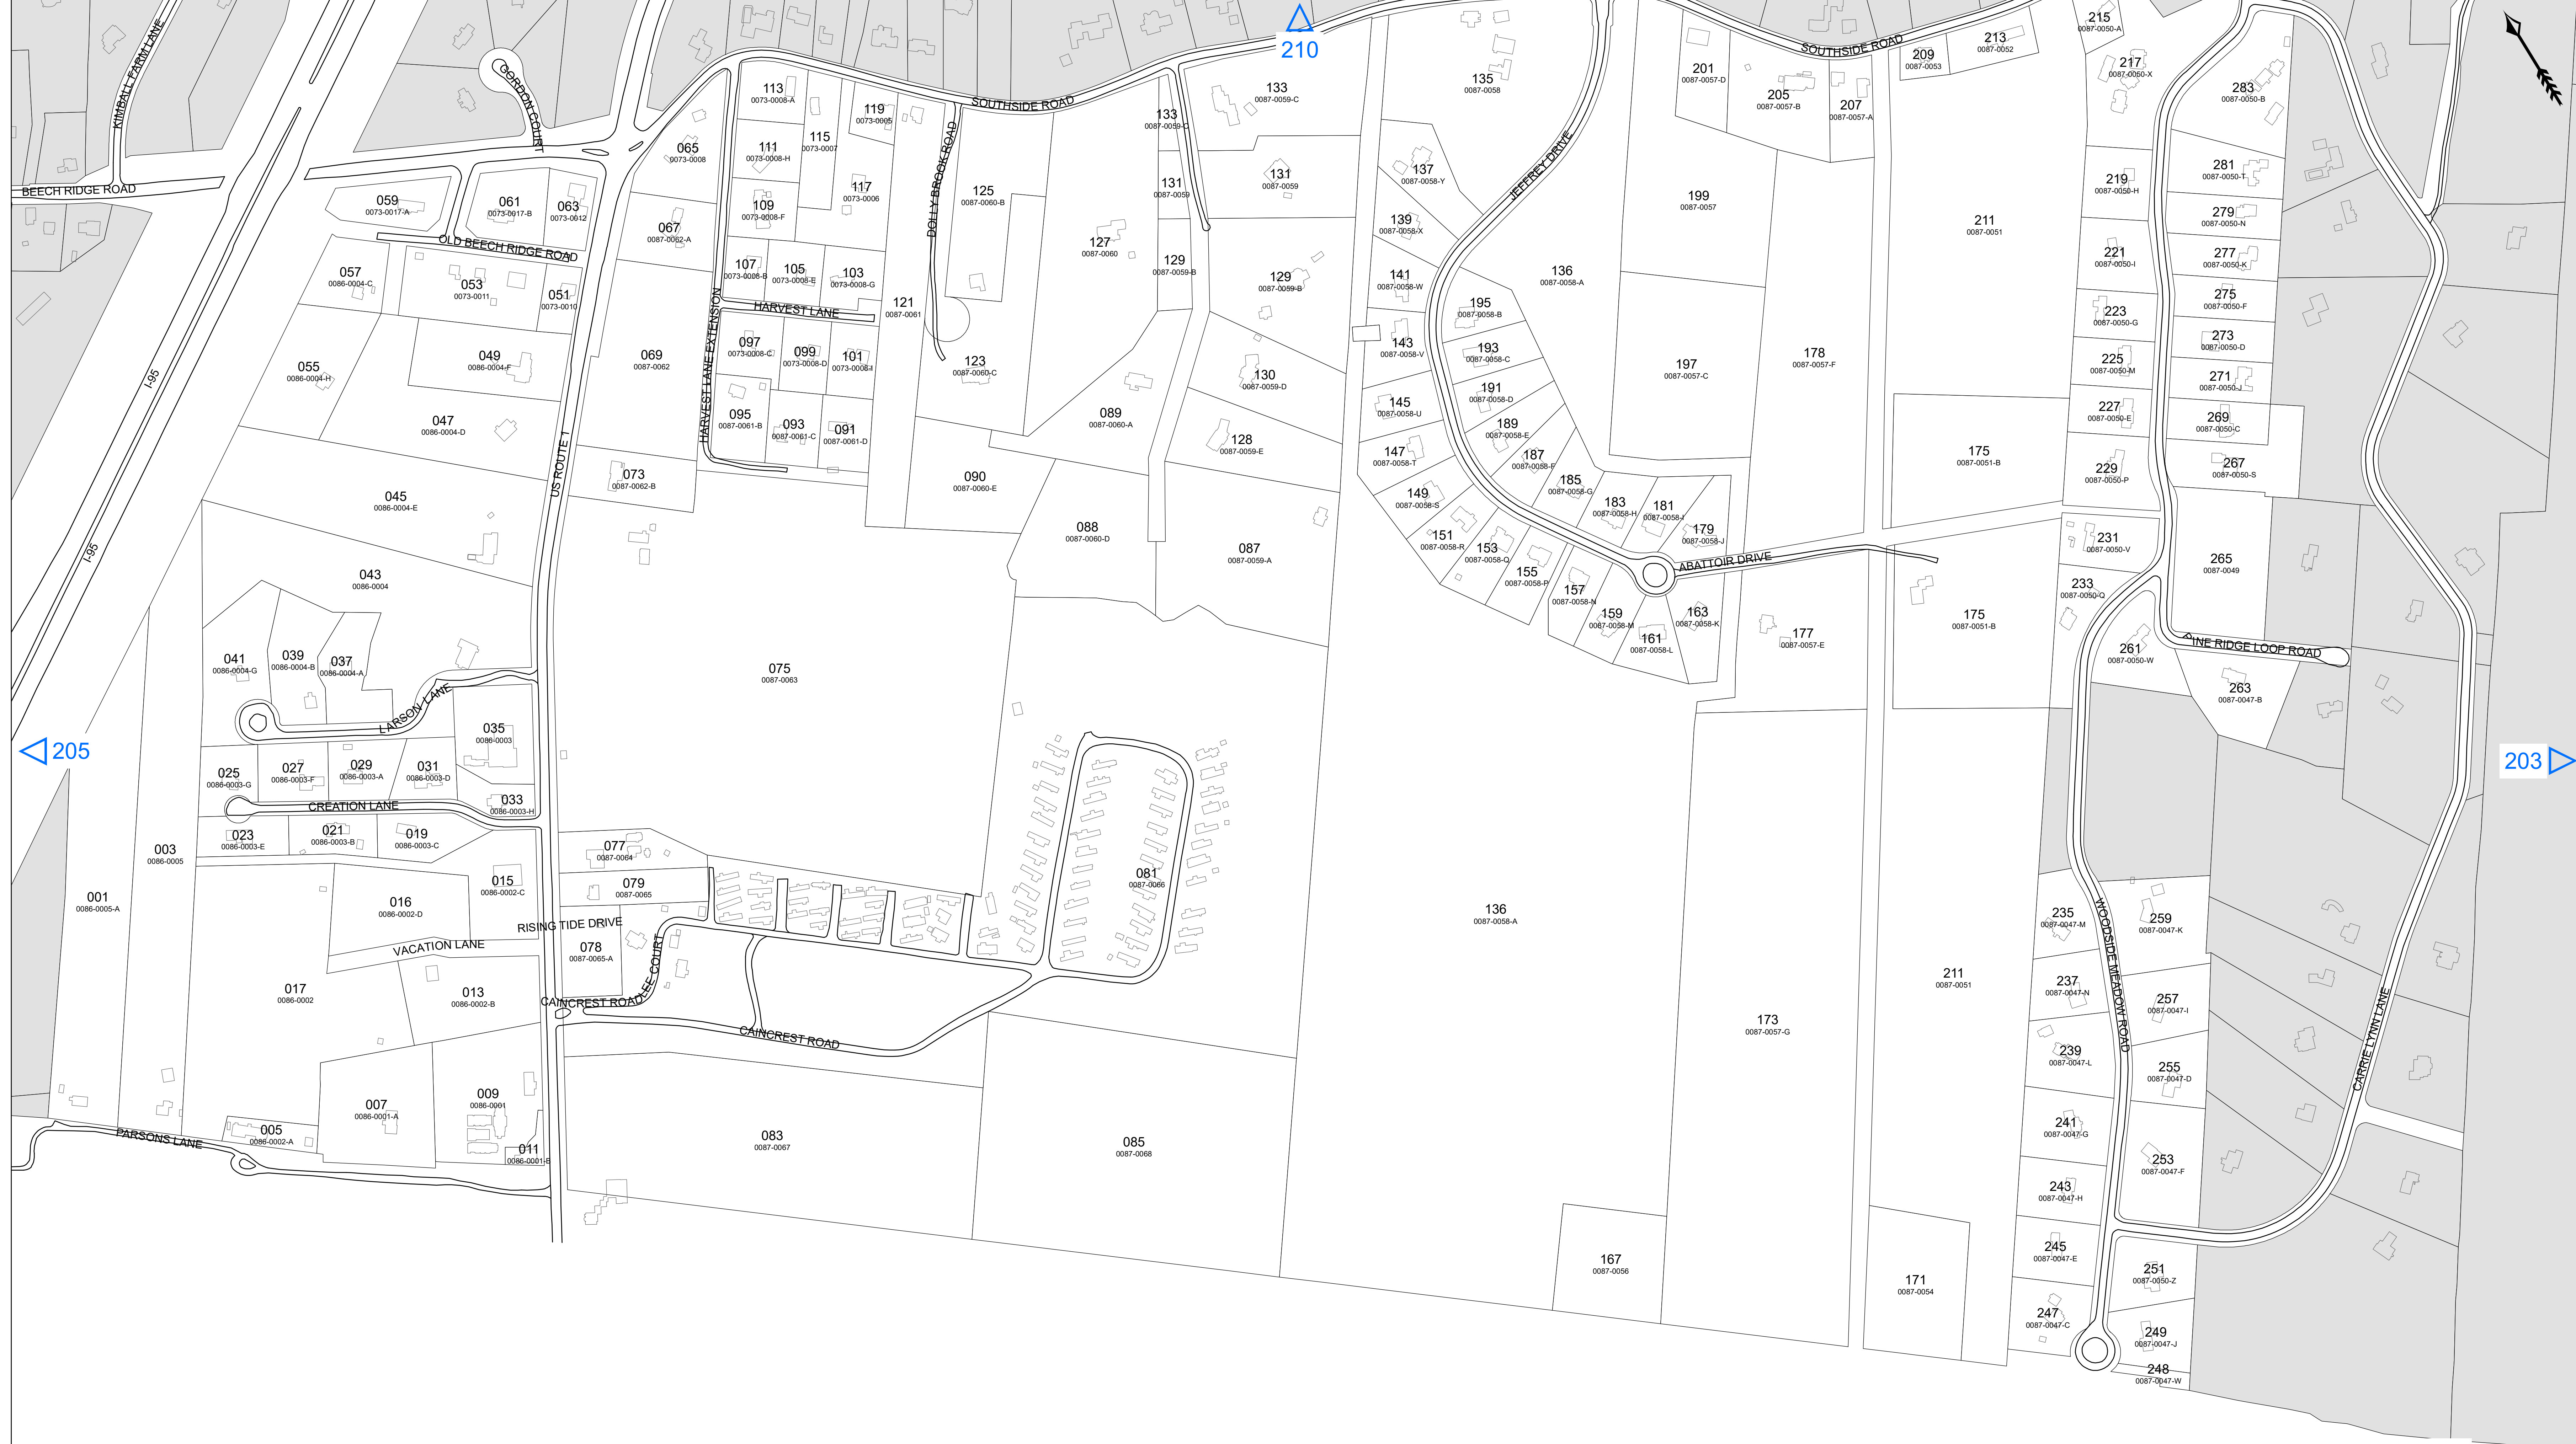 KIMBALL FARM LANE
BEECH RIDGE ROAD
GORDON COURT
I-95
I-95
210
SOUTHSIDE ROAD
SOUTHSIDE ROAD
059
0073-0017-A
061
0073-0017-B
063
0073-0012
OLD BEECH RIDGE ROAD
057
0086-0004-C
053
0073-0011
051
0073-0010
055
0086-0004-H
049
0086-0004-F
047
0086-0004-D
045
0086-0004-E
043
0086-0004
041
0086-0004-G
039
0086-0004-B
037
0086-0004-A
LARSON LANE
035
0086-0003
025
0086-0003-G
027
0086-0003-F
029
0086-0003-A
031
0086-0003-D
033
0086-0003-H
CREATION LANE
023
0086-0003-E
021
0086-0003-B
019
0086-0003-C
205
003
0086-0005
001
0086-0005-A
015
0086-0002-C
016
0086-0002-D
VACATION LANE
017
0086-0002
013
0086-0002-B
007
0086-0001-A
009
0086-0001
005
0086-0002-A
011
0086-0001-B
PARSONS LANE
US ROUTE 1
065
0073-0008
067
0087-0062-A
069
0087-0062
073
0087-0062-B
113
0073-0008-A
111
0073-0008-H
109
0073-0008-F
107
0073-0008-B
105
0073-0008-E
103
0073-0008-G
115
0073-0007
119
0073-0005
117
0073-0006
HARVEST LANE
HARVEST LANE EXTENSION
097
0073-0008-C
099
0073-0008-D
101
0073-0008-I
095
0087-0061-B
093
0087-0061-C
091
0087-0061-D
121
0087-0061
DOLLY BROOK ROAD
125
0087-0060-B
123
0087-0060-C
127
0087-0060
089
0087-0060-A
090
0087-0060-E
088
0087-0060-D
087
0087-0059-A
133
0087-0059-C
133
0087-0059-C
131
0087-0059
131
0087-0059
129
0087-0059-B
129
0087-0059-B
130
0087-0059-D
128
0087-0059-E
075
0087-0063
077
0087-0064
079
0087-0065
RISING TIDE DRIVE
078
0087-0065-A
LEE COURT
CAINCREST ROAD
CAINCREST ROAD
081
0087-0066
083
0087-0067
085
0087-0068
135
0087-0058
137
0087-0058-Y
139
0087-0058-X
141
0087-0058-W
143
0087-0058-V
145
0087-0058-U
147
0087-0058-T
149
0087-0058-S
151
0087-0058-R
153
0087-0058-Q
155
0087-0058-P
157
0087-0058-N
159
0087-0058-M
161
0087-0058-L
163
0087-0058-K
JEFFREY DRIVE
136
0087-0058-A
195
0087-0058-B
193
0087-0058-C
191
0087-0058-D
189
0087-0058-E
187
0087-0058-F
185
0087-0058-G
183
0087-0058-H
181
0087-0058-I
179
0087-0058-J
ABATTOIR DRIVE
136
0087-0058-A
201
0087-0057-D
205
0087-0057-B
207
0087-0057-A
199
0087-0057
197
0087-0057-C
178
0087-0057-F
177
0087-0057-E
173
0087-0057-G
167
0087-0056
209
0087-0053
213
0087-0052
211
0087-0051
175
0087-0051-B
175
0087-0051-B
211
0087-0051
171
0087-0054
215
0087-0050-A
217
0087-0050-X
219
0087-0050-H
221
0087-0050-I
223
0087-0050-G
225
0087-0050-M
227
0087-0050-E
229
0087-0050-P
231
0087-0050-V
233
0087-0050-Q
283
0087-0050-B
281
0087-0050-T
279
0087-0050-N
277
0087-0050-K
275
0087-0050-F
273
0087-0050-D
271
0087-0050-J
269
0087-0050-C
267
0087-0050-S
265
0087-0049
PINE RIDGE LOOP ROAD
261
0087-0050-W
263
0087-0047-B
203
WOODSIDE MEADOW ROAD
235
0087-0047-M
259
0087-0047-K
237
0087-0047-N
257
0087-0047-I
239
0087-0047-L
255
0087-0047-D
241
0087-0047-G
253
0087-0047-F
243
0087-0047-H
245
0087-0047-E
251
0087-0050-Z
247
0087-0047-C
249
0087-0047-J
248
0087-0047-W
CARRIE LYNN LANE